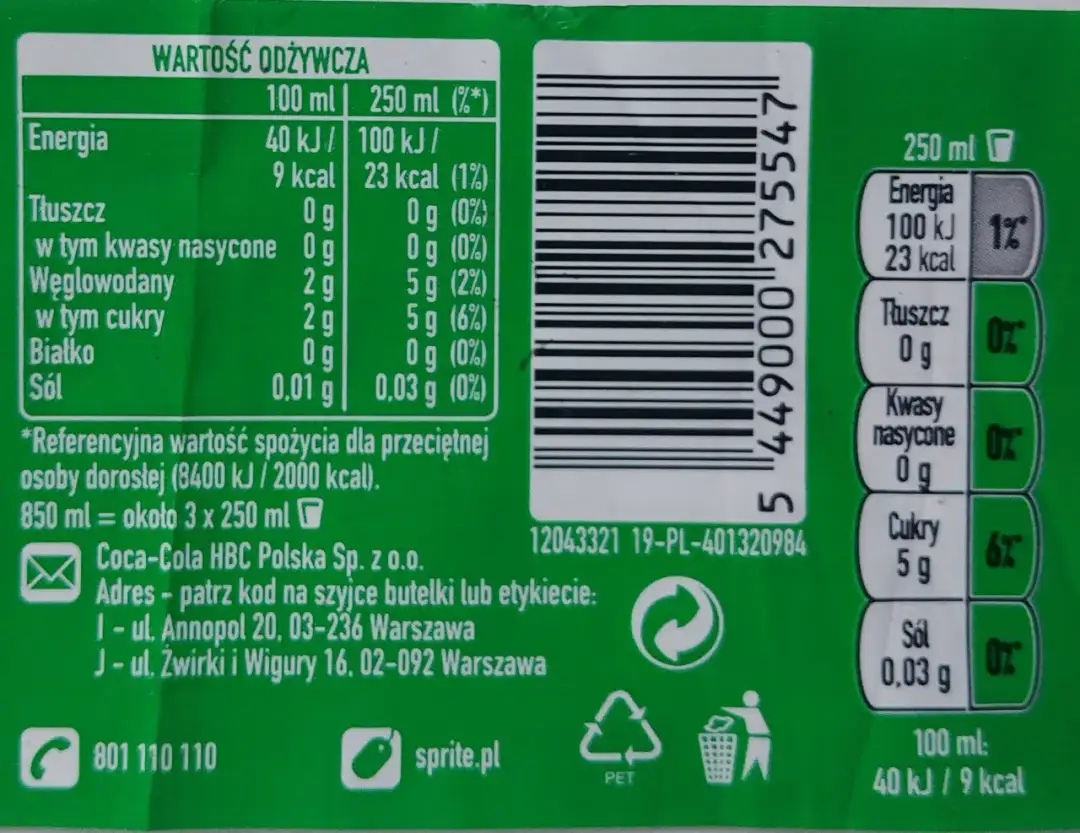 WARTOŚĆ ODŻYWCZA
100 ml 250 ml (%*)
Energia 40 kJ / 100 kJ /
9 kcal 23 kcal (1%)
Tłuszcz 0 g 0 g (0%)
w tym kwasy nasycone 0 g 0 g (0%)
Węglowodany 2 g 5 g (2%)
w tym cukry 2 g 5 g (6%)
Białko 0 g 0 g (0%)
Sól 0,01 g 0,03 g (0%)
*Referencyjna wartość spożycia dla przeciętnej
osoby dorosłej (8400 kJ / 2000 kcal).
850 ml = około 3 x 250 ml
Coca-Cola HBC Polska Sp. z o.o.
Adres - patrz kod na szyjce butelki lub etykiecie:
I - ul. Annopol 20, 03-236 Warszawa
J - ul. Żwirki i Wigury 16, 02-092 Warszawa
801 110 110
sprite.pl
5 449000 275547
12043321 19-PL-401320984
PET
250 ml
Energia
100 kJ
23 kcal
1%*
Tłuszcz
0 g
0%*
Kwasy
nasycone
0 g
0%*
Cukry
5 g
6%*
Sól
0,03 g
0%*
100 ml:
40 kJ / 9 kcal